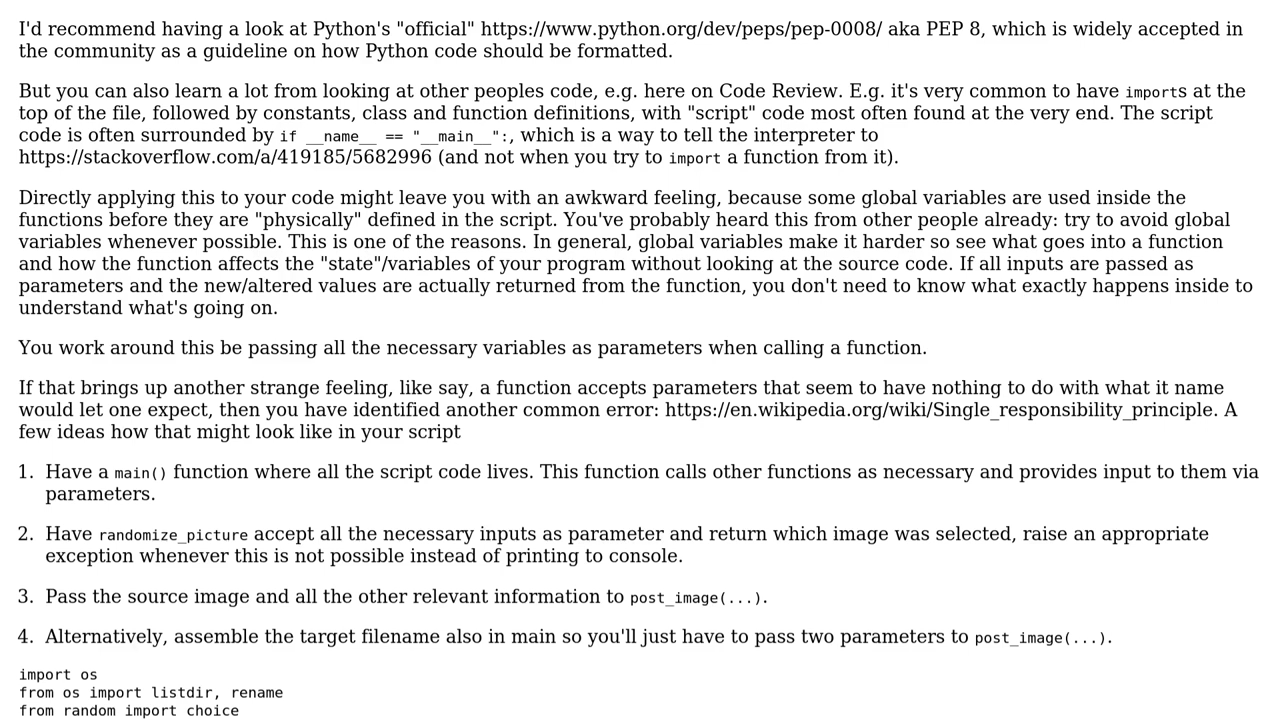 I'd recommend having a look at Python's "official" https://www.python.org/dev/peps/pep-0008/ aka PEP 8, which is widely accepted in
the community as a guideline on how Python code should be formatted.
But you can also learn a lot from looking at other peoples code, e.g. here on Code Review. E.g. it's very common to have imports at the
top of the file, followed by constants, class and function definitions, with "script" code most often found at the very end. The script
code is often surrounded by if __name__ == "__main__":, which is a way to tell the interpreter to
https://stackoverflow.com/a/419185/5682996 (and not when you try to import a function from it).
Directly applying this to your code might leave you with an awkward feeling, because some global variables are used inside the
functions before they are "physically" defined in the script. You've probably heard this from other people already: try to avoid global
variables whenever possible. This is one of the reasons. In general, global variables make it harder so see what goes into a function
and how the function affects the "state"/variables of your program without looking at the source code. If all inputs are passed as
parameters and the new/altered values are actually returned from the function, you don't need to know what exactly happens inside to
understand what's going on.
You work around this be passing all the necessary variables as parameters when calling a function.
If that brings up another strange feeling, like say, a function accepts parameters that seem to have nothing to do with what it name
would let one expect, then you have identified another common error: https://en.wikipedia.org/wiki/Single_responsibility_principle. A
few ideas how that might look like in your script
1. Have a main() function where all the script code lives. This function calls other functions as necessary and provides input to them via
parameters.
2. Have randomize_picture accept all the necessary inputs as parameter and return which image was selected, raise an appropriate
exception whenever this is not possible instead of printing to console.
3. Pass the source image and all the other relevant information to post_image(...).
4. Alternatively, assemble the target filename also in main so you'll just have to pass two parameters to post_image(...).
import os
from os import listdir, rename
from random import choice